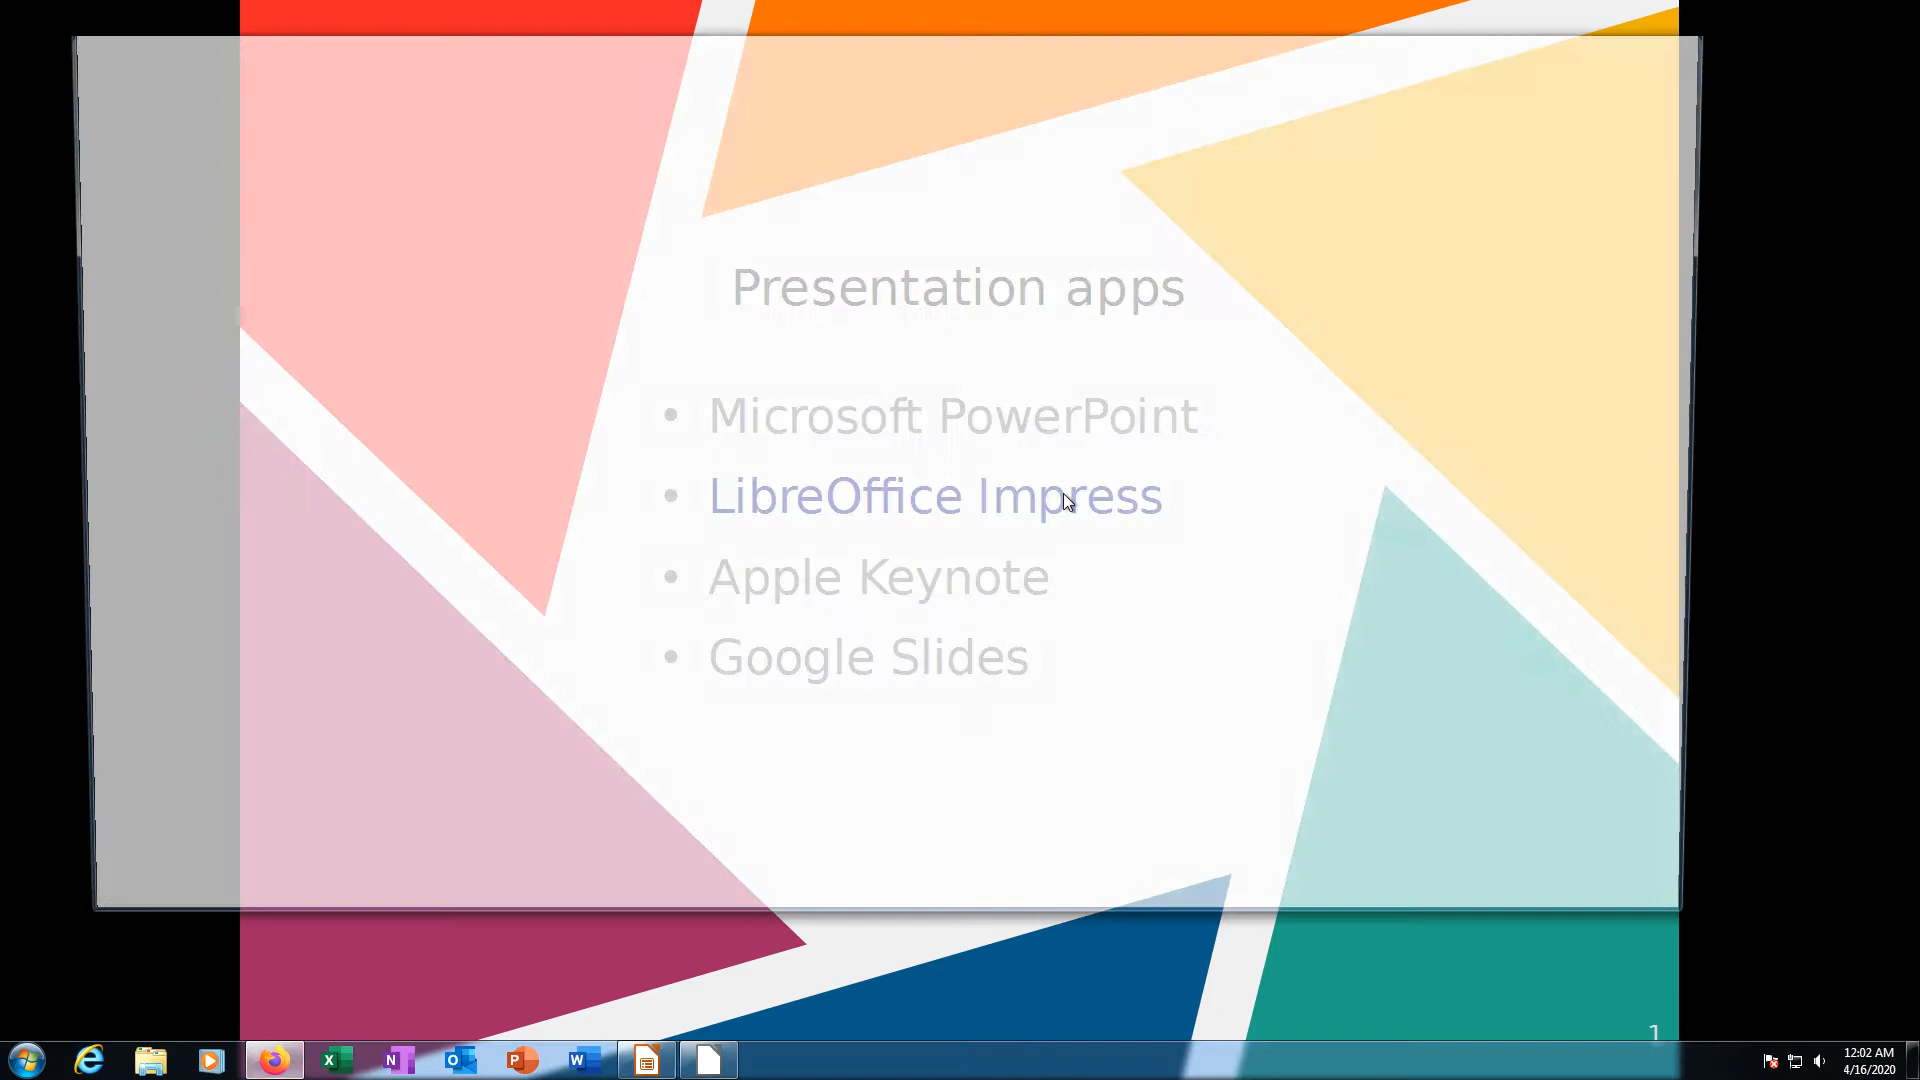 Presentation apps
• Microsoft PowerPoint
• LibreOffice Impress
• Apple Keynote
• Google Slides
1
12:02 AM
4/16/2020